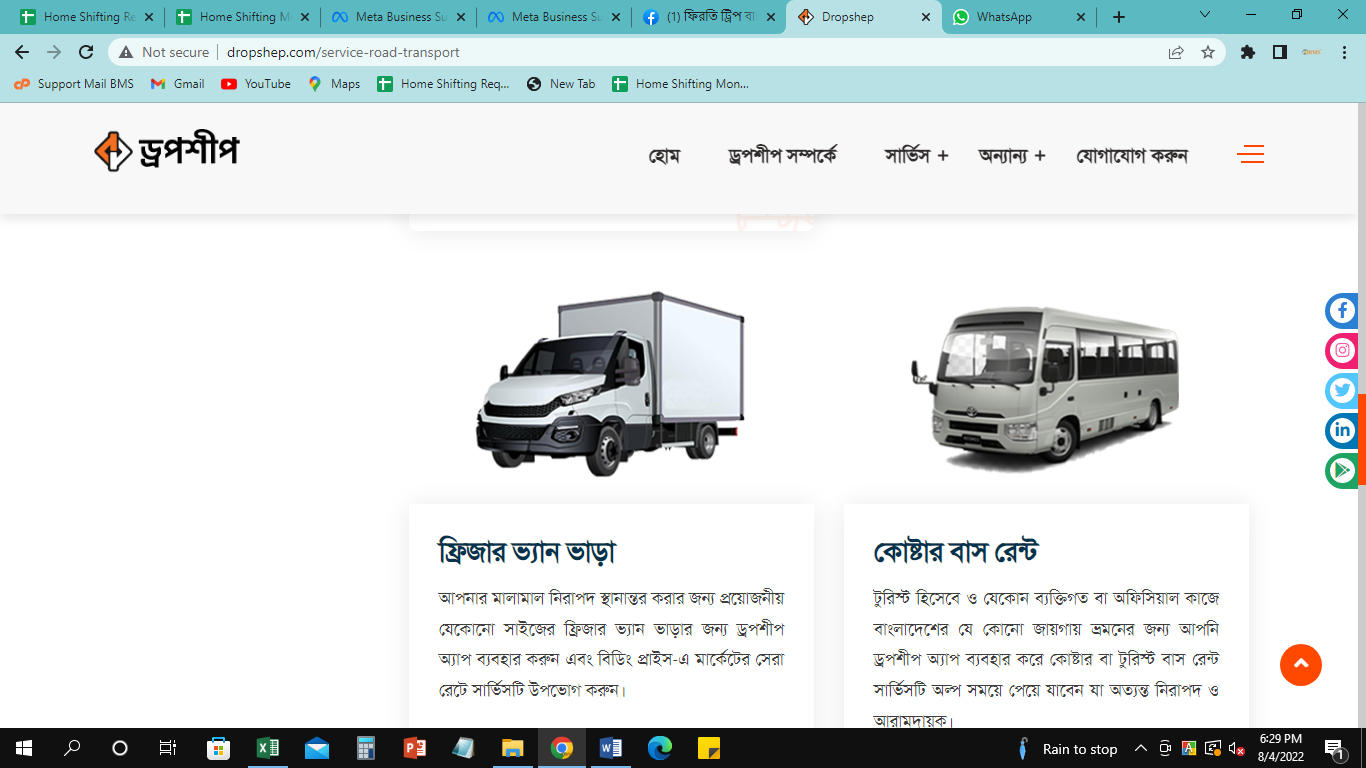 Home Shifting Re
Home Shifting M
Meta Business Su
Meta Business Su
(1) ফিরতি ট্রিপ বা
Dropshep
WhatsApp
Not secure
dropshep.com/service-road-transport
Support Mail BMS
Gmail
YouTube
Maps
Home Shifting Req...
New Tab
Home Shifting Mon...
ড্রপশীপ
হোম
ড্রপশীপ সম্পর্কে
সার্ভিস +
অন্যান্য +
যোগাযোগ করুন
ফ্রিজার ভ্যান ভাড়া
আপনার মালামাল নিরাপদ স্থানান্তর করার জন্য প্রয়োজনীয়
যেকোনো সাইজের ফ্রিজার ভ্যান ভাড়ার জন্য ড্রপশীপ
অ্যাপ ব্যবহার করুন এবং বিডিং প্রাইস-এ মার্কেটের সেরা
রেটে সার্ভিসটি উপভোগ করুন।
কোষ্টার বাস রেন্ট
টুরিস্ট হিসেবে ও যেকোন ব্যক্তিগত বা অফিসিয়াল কাজে
বাংলাদেশের যে কোনো জায়গায় ভ্রমনের জন্য আপনি
ড্রপশীপ অ্যাপ ব্যবহার করে কোষ্টার বা টুরিস্ট বাস রেন্ট
সার্ভিসটি অল্প সময়ে পেয়ে যাবেন যা অত্যন্ত নিরাপদ ও
আরামদায়ক।
Rain to stop
6:29 PM
8/4/2022
1